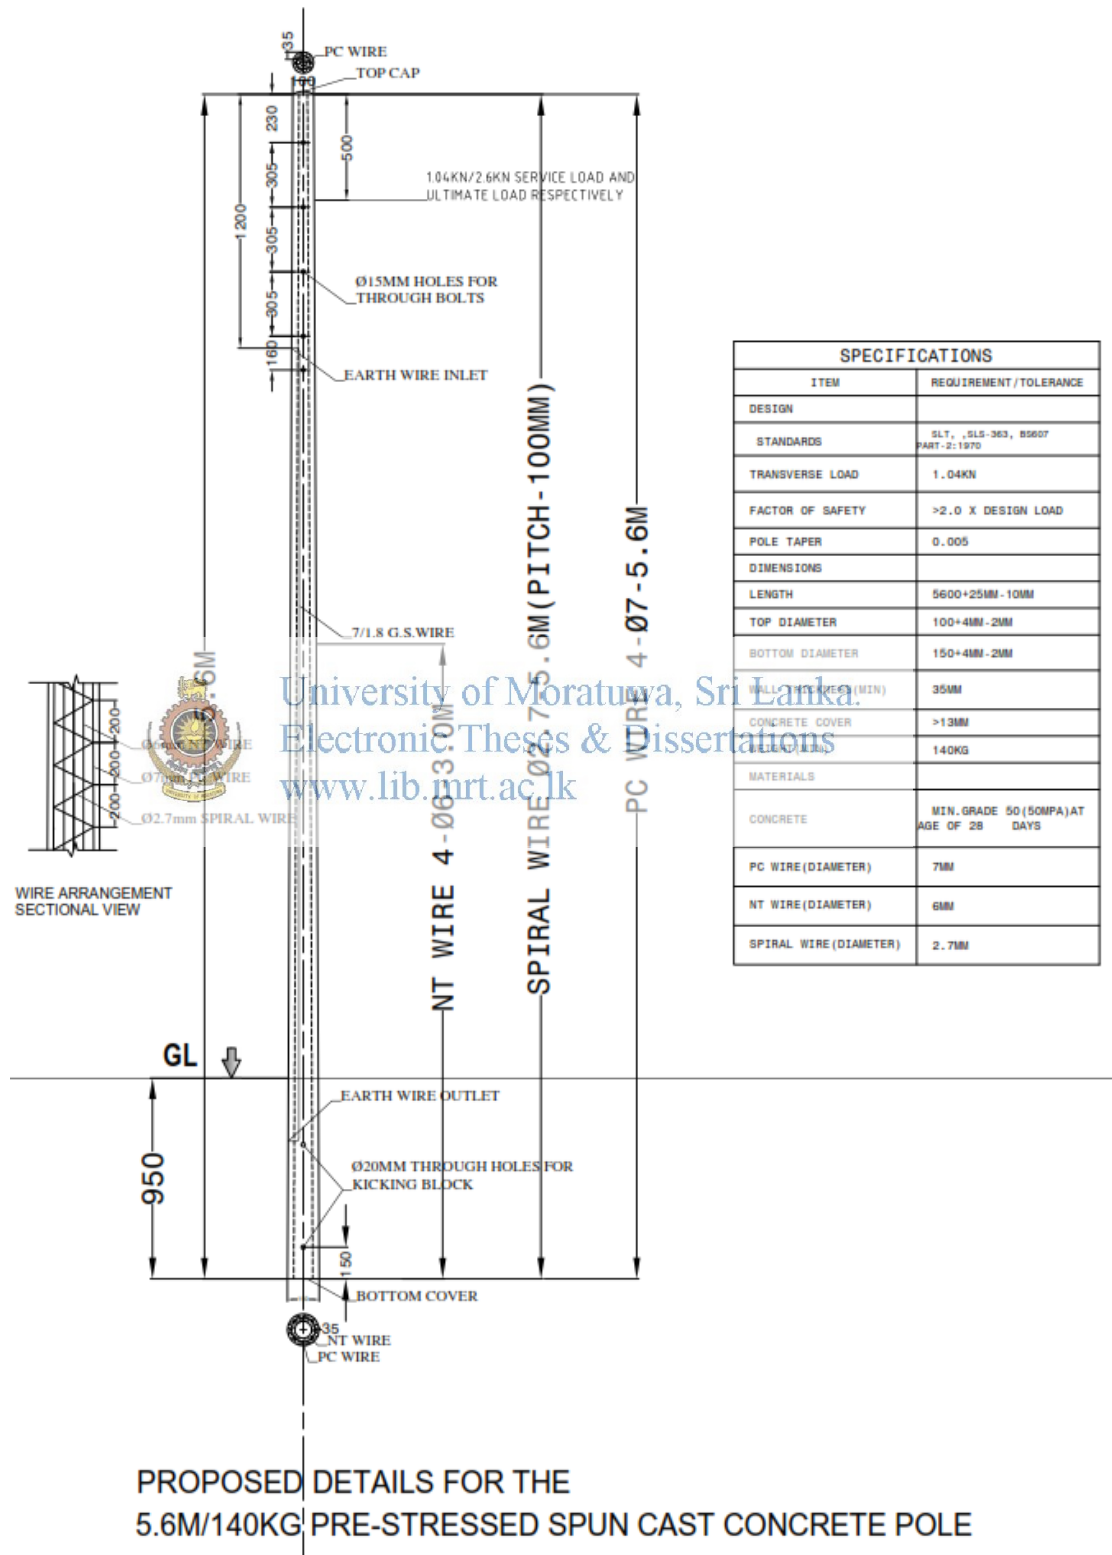 35
PC WIRE
TOP CAP
100
230
500
305
1.04KN/2.6KN SERVICE LOAD AND
ULTIMATE LOAD RESPECTIVELY
1200
305
Ø15MM HOLES FOR
THROUGH BOLTS
305
160
EARTH WIRE INLET
7/1.8 G.S.WIRE
.6M
NT WIRE 4-Ø6-3.0M
SPIRAL WIRE Ø2.7-5.6M(PITCH-100MM)
PC WIRE 4-Ø7-5.6M
SPECIFICATIONS
ITEM REQUIREMENT/TOLERANCE
DESIGN
STANDARDS SLT, ,SLS-363, BS607
PART-2:1970
TRANSVERSE LOAD 1.04KN
FACTOR OF SAFETY >2.0 X DESIGN LOAD
POLE TAPER 0.005
DIMENSIONS
LENGTH 5600+25MM-10MM
TOP DIAMETER 100+4MM-2MM
BOTTOM DIAMETER 150+4MM-2MM
WALL THICKNESS(MIN) 35MM
CONCRETE COVER >13MM
WEIGHT(MIN) 140KG
MATERIALS
CONCRETE MIN.GRADE 50(50MPA)AT
AGE OF 28 DAYS
PC WIRE(DIAMETER) 7MM
NT WIRE(DIAMETER) 6MM
SPIRAL WIRE(DIAMETER) 2.7MM
University of Moratuwa, Sri Lanka.
Electronic Theses & Dissertations
www.lib.mrt.ac.lk
200
200
200
Ø6mm NT WIRE
Ø7mm PC WIRE
Ø2.7mm SPIRAL WIRE
WIRE ARRANGEMENT
SECTIONAL VIEW
GL
950
EARTH WIRE OUTLET
Ø20MM THROUGH HOLES FOR
KICKING BLOCK
150
BOTTOM COVER
35
NT WIRE
PC WIRE
PROPOSED DETAILS FOR THE
5.6M/140KG PRE-STRESSED SPUN CAST CONCRETE POLE